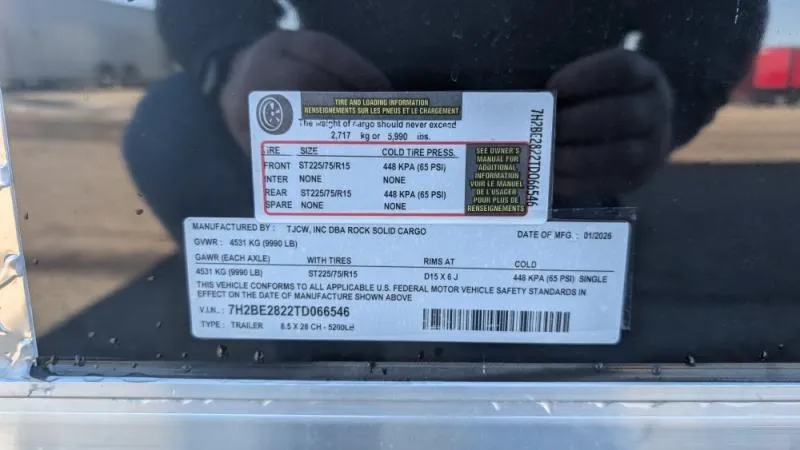 TIRE AND LOADING INFORMATION
RENSEIGNEMENTS SUR LES PNEUS ET LE CHARGEMENT
The weight of cargo should never exceed
2,717 kg or 5,990 lbs.
TIRE SIZE COLD TIRE PRESS.
FRONT ST225/75/R15 448 KPA (65 PSI)
INTER NONE NONE
REAR ST225/75/R15 448 KPA (65 PSI)
SPARE NONE NONE
SEE OWNER'S
MANUAL FOR
ADDITIONAL
INFORMATION
VOIR LE MANUEL
DE L'USAGER
POUR PLUS DE
RENSEIGNEMENTS
7H2BE2822TD066546
MANUFACTURED BY : TJCW, INC DBA ROCK SOLID CARGO DATE OF MFG. : 01/2026
GVWR : 4531 KG (9990 LB)
GAWR (EACH AXLE) WITH TIRES RIMS AT COLD
4531 KG (9990 LB) ST225/75/R15 D15 X 6 J 448 KPA (65 PSI) SINGLE
THIS VEHICLE CONFORMS TO ALL APPLICABLE U.S. FEDERAL MOTOR VEHICLE SAFETY STANDARDS IN
EFFECT ON THE DATE OF MANUFACTURE SHOWN ABOVE
V.I.N.: 7H2BE2822TD066546
TYPE : TRAILER 8.5 X 28 CH - 5200LB